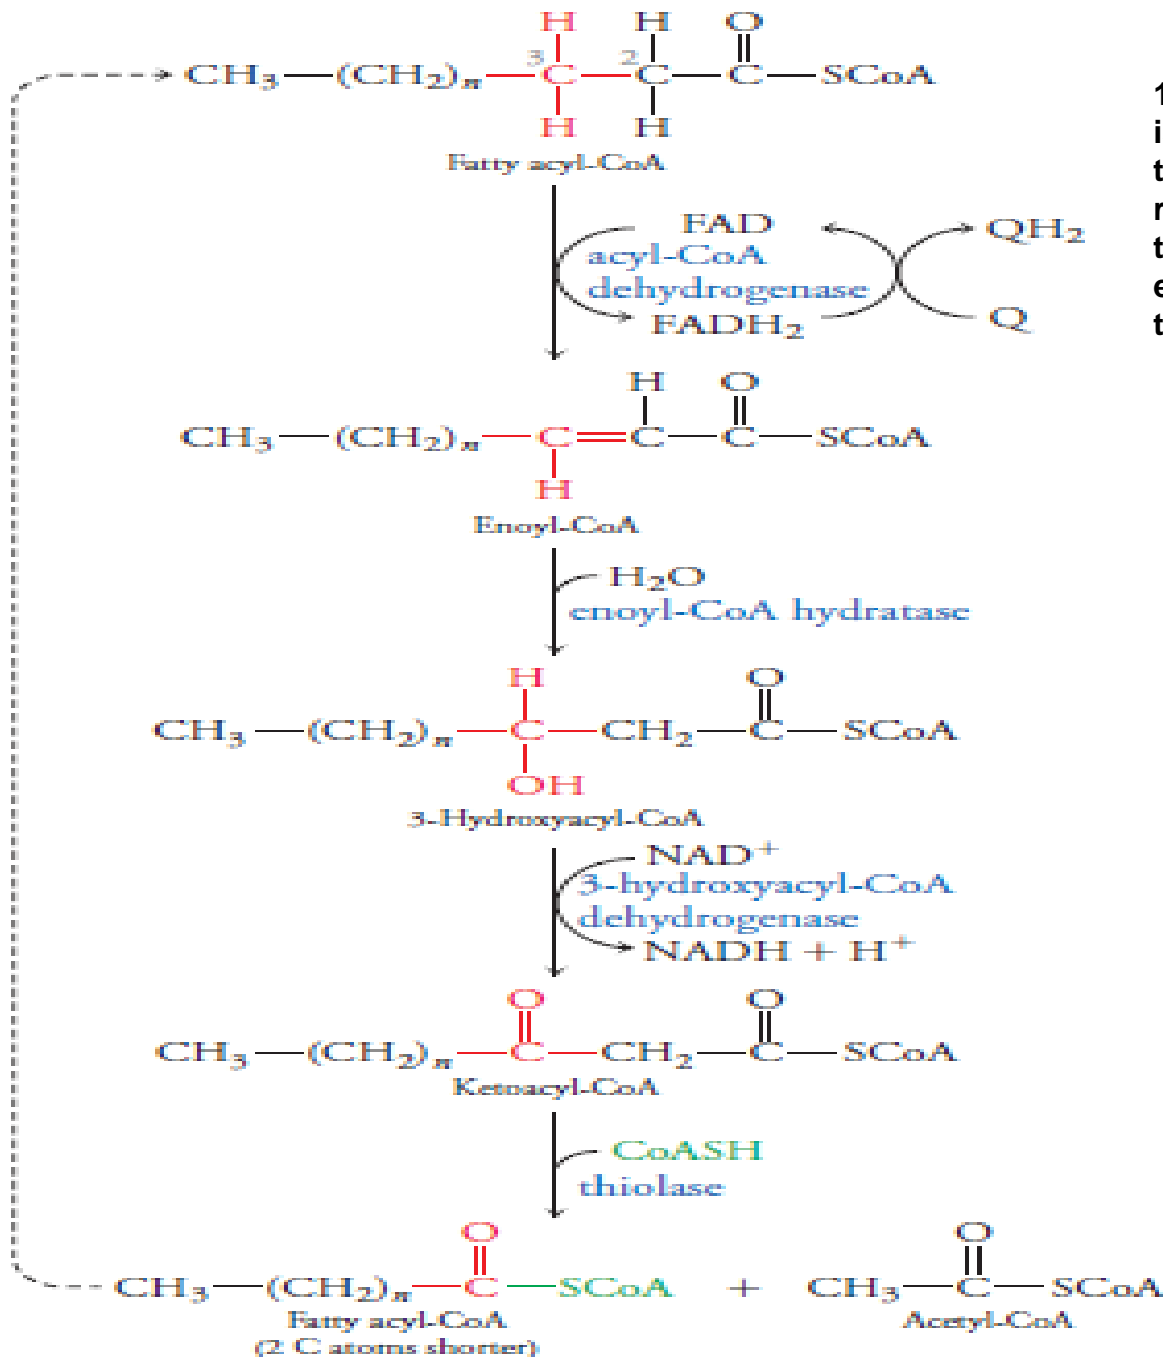 H H O
3 2
CH₃—(CH₂)ₙ—C—C—C—SCoA
H H
Fatty acyl-CoA
FAD QH₂
acyl-CoA
dehydrogenase
FADH₂ Q
H O
CH₃—(CH₂)ₙ—C=C—C—SCoA
H
Enoyl-CoA
H₂O
enoyl-CoA hydratase
H O
CH₃—(CH₂)ₙ—C—CH₂—C—SCoA
OH
3-Hydroxyacyl-CoA
NAD⁺
3-hydroxyacyl-CoA
dehydrogenase
NADH + H⁺
O O
CH₃—(CH₂)ₙ—C—CH₂—C—SCoA
Ketoacyl-CoA
CoASH
thiolase
O O
CH₃—(CH₂)ₙ—C—SCoA + CH₃—C—SCoA
Fatty acyl-CoA Acetyl-CoA
(2 C atoms shorter)
1